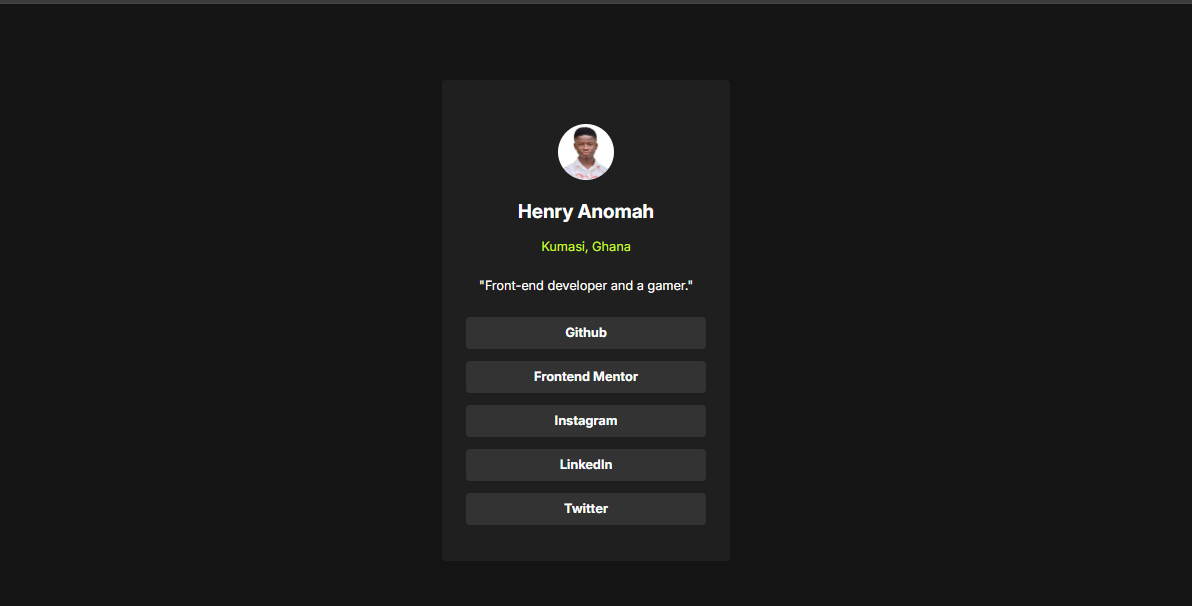 Henry Anomah
Kumasi, Ghana
"Front-end developer and a gamer."
Github
Frontend Mentor
Instagram
LinkedIn
Twitter